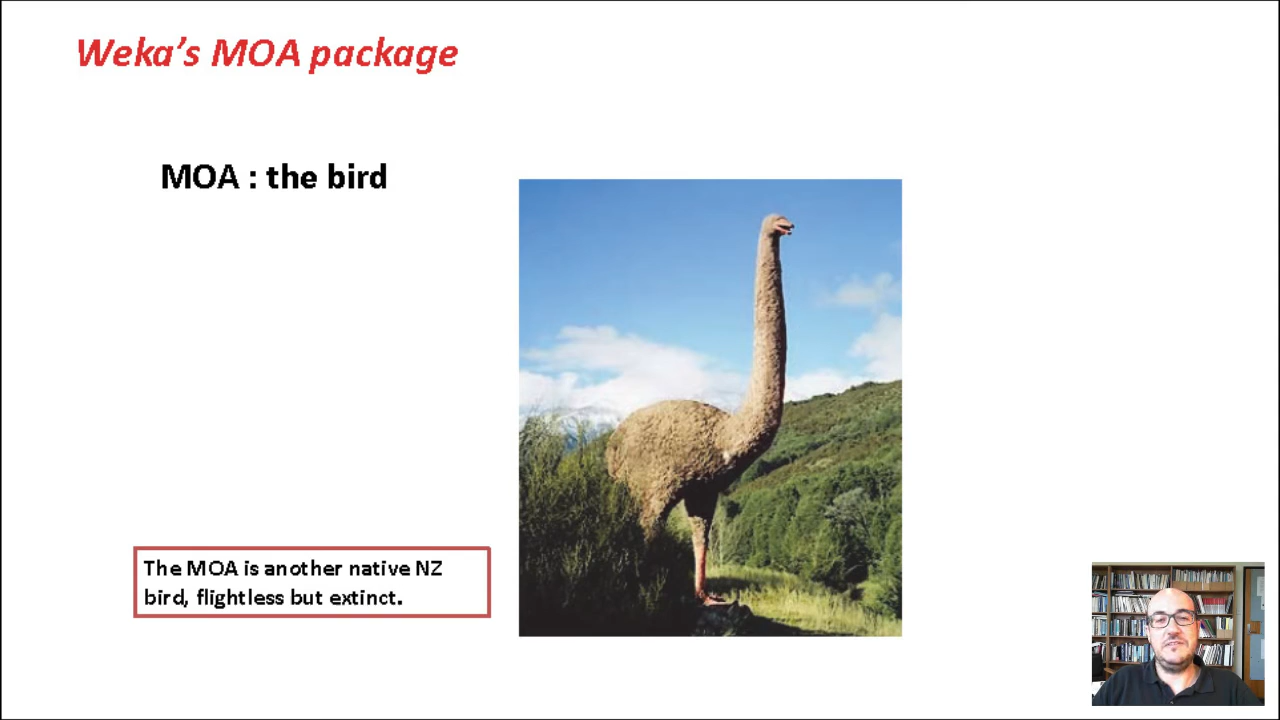 Weka's MOA package
MOA : the bird
The MOA is another native NZ
bird, flightless but extinct.